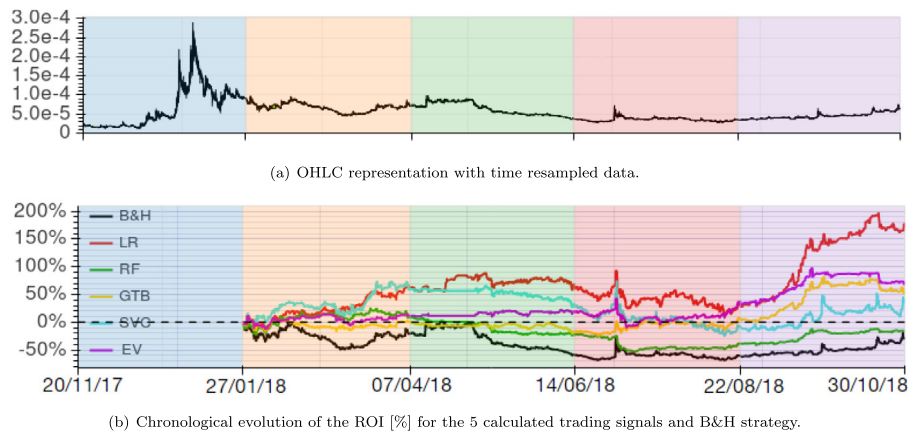 3.0e-4
2.5e-4
2.0e-4
1.5e-4
1.0e-4
5.0e-5
0
(a) OHLC representation with time resampled data.
200%
150%
100%
50%
0%
-50%
B&H
LR
RF
GTB
SVC
EV
20/11/17 27/01/18 07/04/18 14/06/18 22/08/18 30/10/18
(b) Chronological evolution of the ROI [%] for the 5 calculated trading signals and B&H strategy.